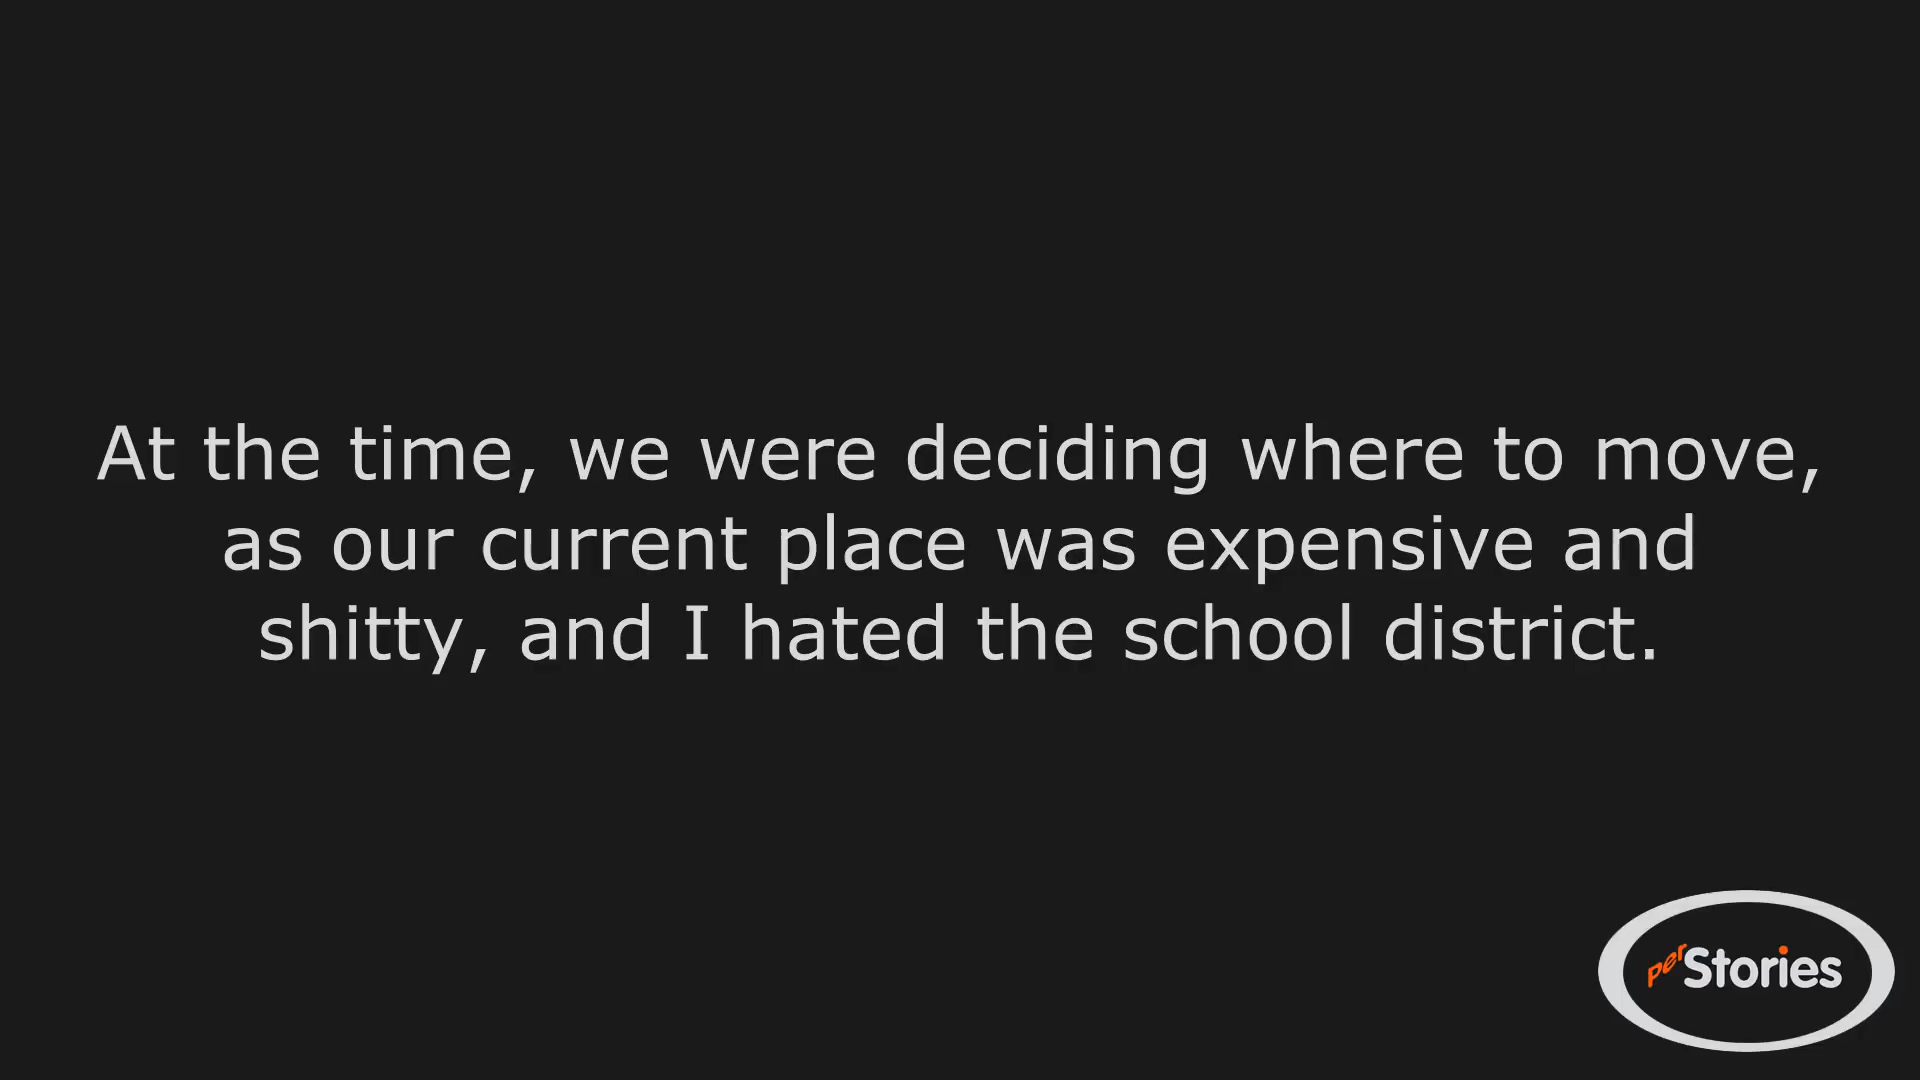 At the time, we were deciding where to move,
as our current place was expensive and
shitty, and I hated the school district.
perStories